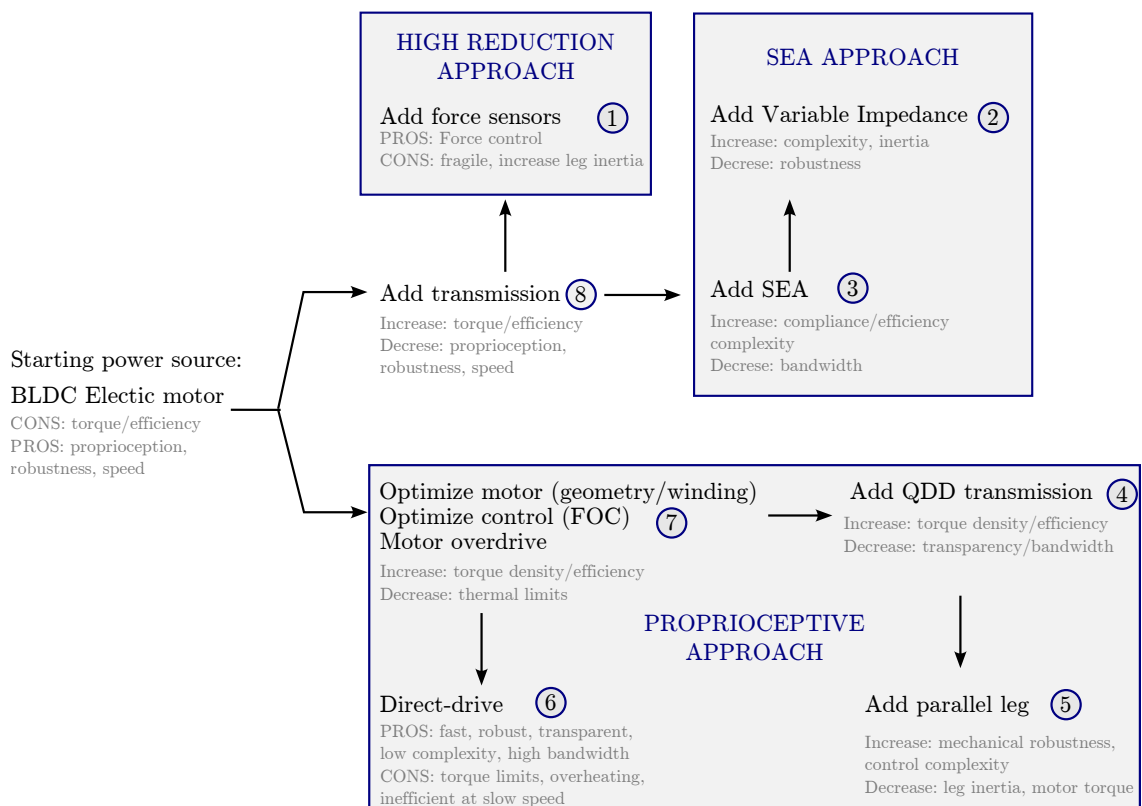 HIGH REDUCTION
APPROACH
Add force sensors
1
PROS: Force control
CONS: fragile, increase leg inertia
SEA APPROACH
Add Variable Impedance
2
Increase: complexity, inertia
Decrese: robustness
Add transmission
8
Increase: torque/efficiency
Decrese: proprioception,
robustness, speed
Add SEA
3
Increase: compliance/efficiency
complexity
Decrese: bandwidth
Starting power source:
BLDC Electic motor
CONS: torque/efficiency
PROS: proprioception,
robustness, speed
Optimize motor (geometry/winding)
Optimize control (FOC)
7
Motor overdrive
Increase: torque density/efficiency
Decrease: thermal limits
Add QDD transmission
4
Increase: torque density/efficiency
Decrease: transparency/bandwidth
PROPRIOCEPTIVE
APPROACH
Direct-drive
6
PROS: fast, robust, transparent,
low complexity, high bandwidth
CONS: torque limits, overheating,
inefficient at slow speed
Add parallel leg
5
Increase: mechanical robustness,
control complexity
Decrease: leg inertia, motor torque